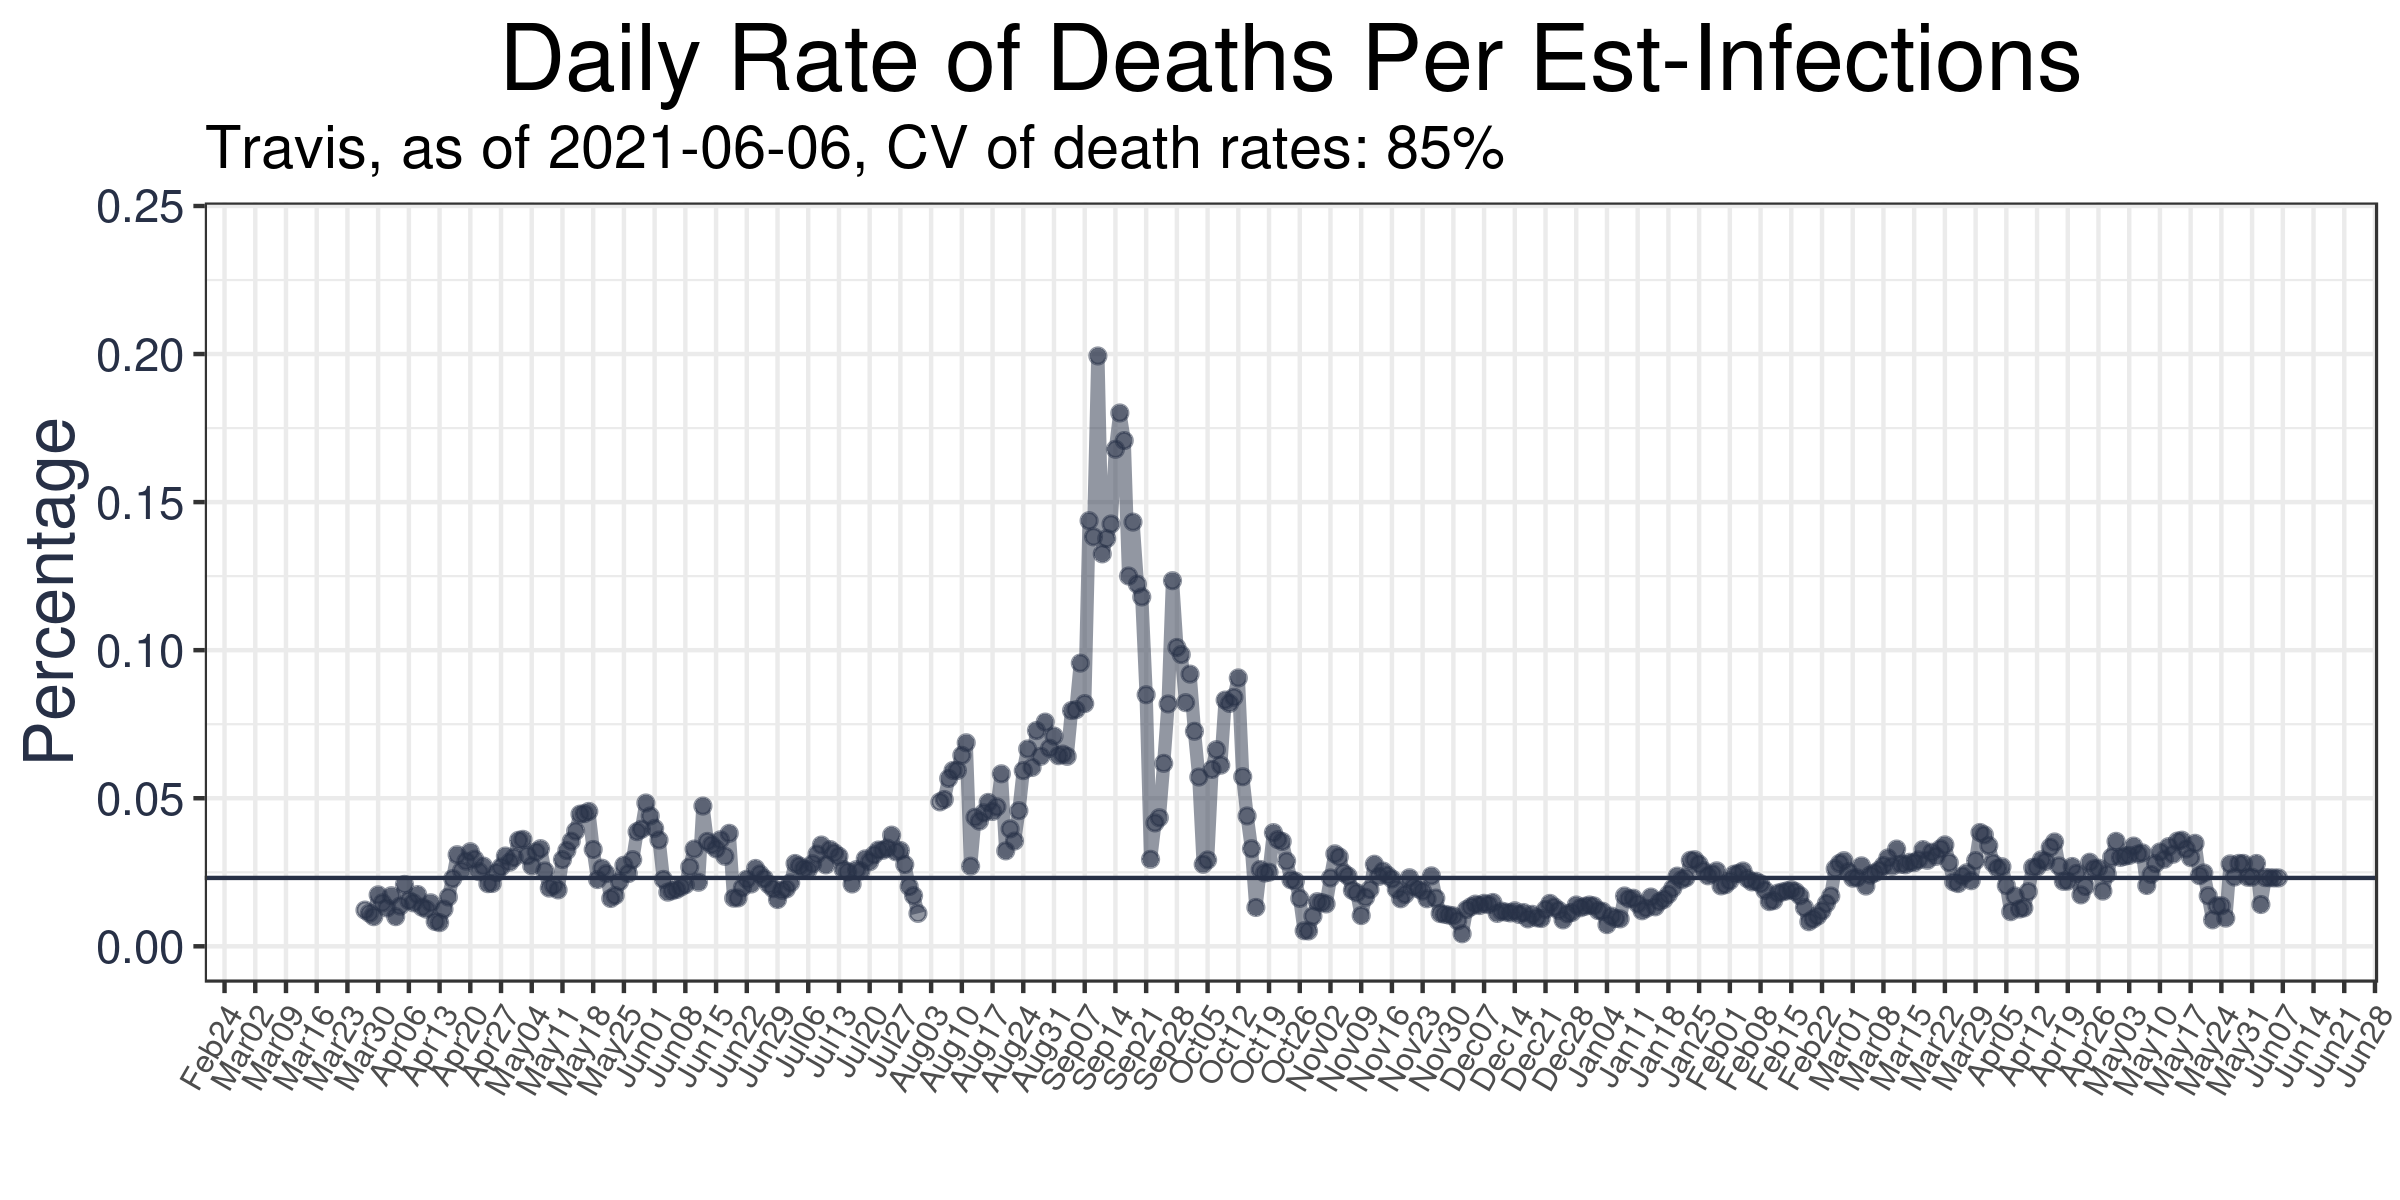 Daily Rate of Deaths Per Est-Infections
Travis, as of 2021-06-06, CV of death rates: 85%
Percentage
0.25
0.20
0.15
0.10
0.05
0.00
Feb24
Mar02
Mar09
Mar16
Mar23
Mar30
Apr06
Apr13
Apr20
Apr27
May04
May11
May18
May25
Jun01
Jun08
Jun15
Jun22
Jun29
Jul06
Jul13
Jul20
Jul27
Aug03
Aug10
Aug17
Aug24
Aug31
Sep07
Sep14
Sep21
Sep28
Oct05
Oct12
Oct19
Oct26
Nov02
Nov09
Nov16
Nov23
Nov30
Dec07
Dec14
Dec21
Dec28
Jan04
Jan11
Jan18
Jan25
Feb01
Feb08
Feb15
Feb22
Mar01
Mar08
Mar15
Mar22
Mar29
Apr05
Apr12
Apr19
Apr26
May03
May10
May17
May24
May31
Jun07
Jun14
Jun21
Jun28